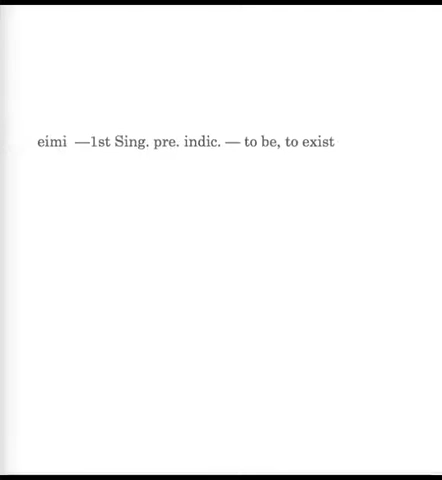 eimi —1st Sing. pre. indic. — to be, to exist